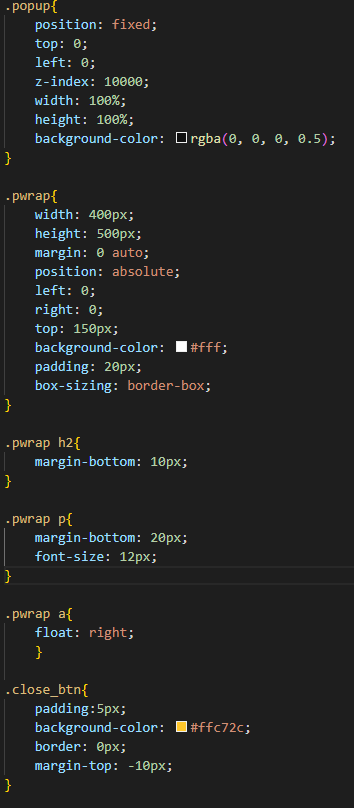 .popup{
    position: fixed;
    top: 0;
    left: 0;
    z-index: 10000;
    width: 100%;
    height: 100%;
    background-color: rgba(0, 0, 0, 0.5);
}

.pwrap{
    width: 400px;
    height: 500px;
    margin: 0 auto;
    position: absolute;
    left: 0;
    right: 0;
    top: 150px;
    background-color: #fff;
    padding: 20px;
    box-sizing: border-box;
}

.pwrap h2{
    margin-bottom: 10px;
}

.pwrap p{
    margin-bottom: 20px;
    font-size: 12px;
}

.pwrap a{
    float: right;
    }

.close_btn{
    padding:5px;
    background-color: #ffc72c;
    border: 0px;
    margin-top: -10px;
}